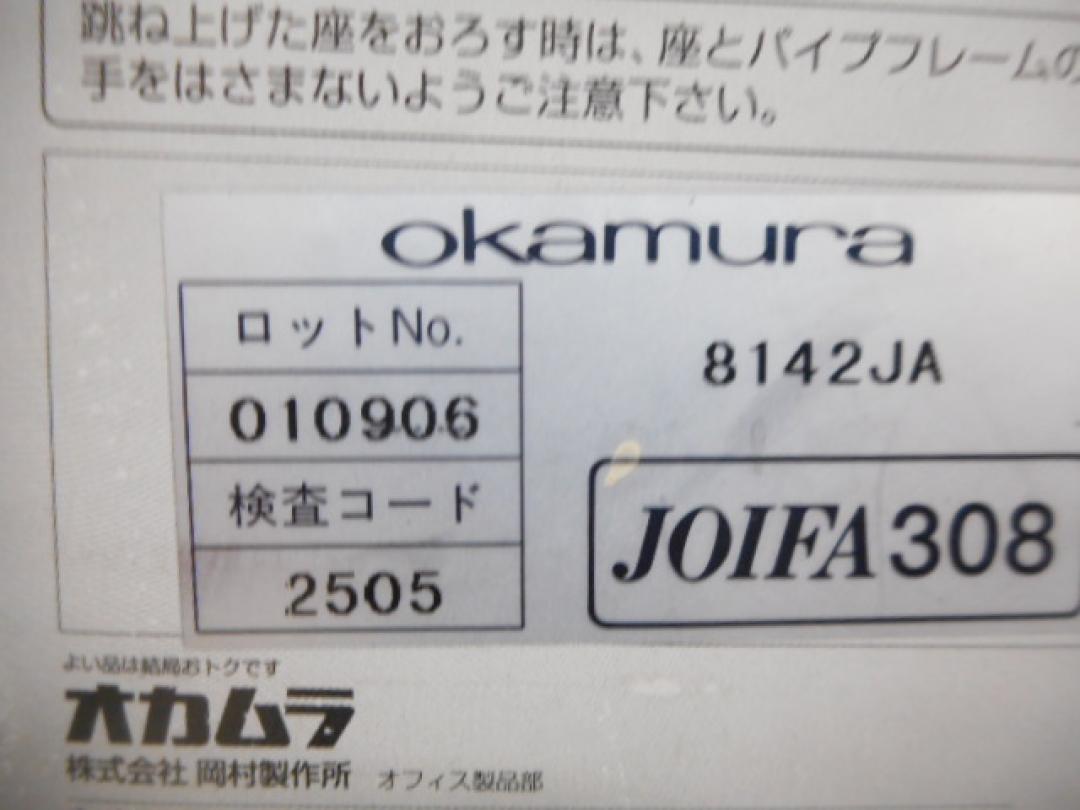 跳ね上げた座をおろす時は、座とパイプフレームの
手をはさまないようご注意下さい。
okamura
ロットNo.
8142JA
010906
検査コード
JOIFA308
2505
よい品は結局おトクです
オカムラ
株式会社 岡村製作所 オフィス製品部